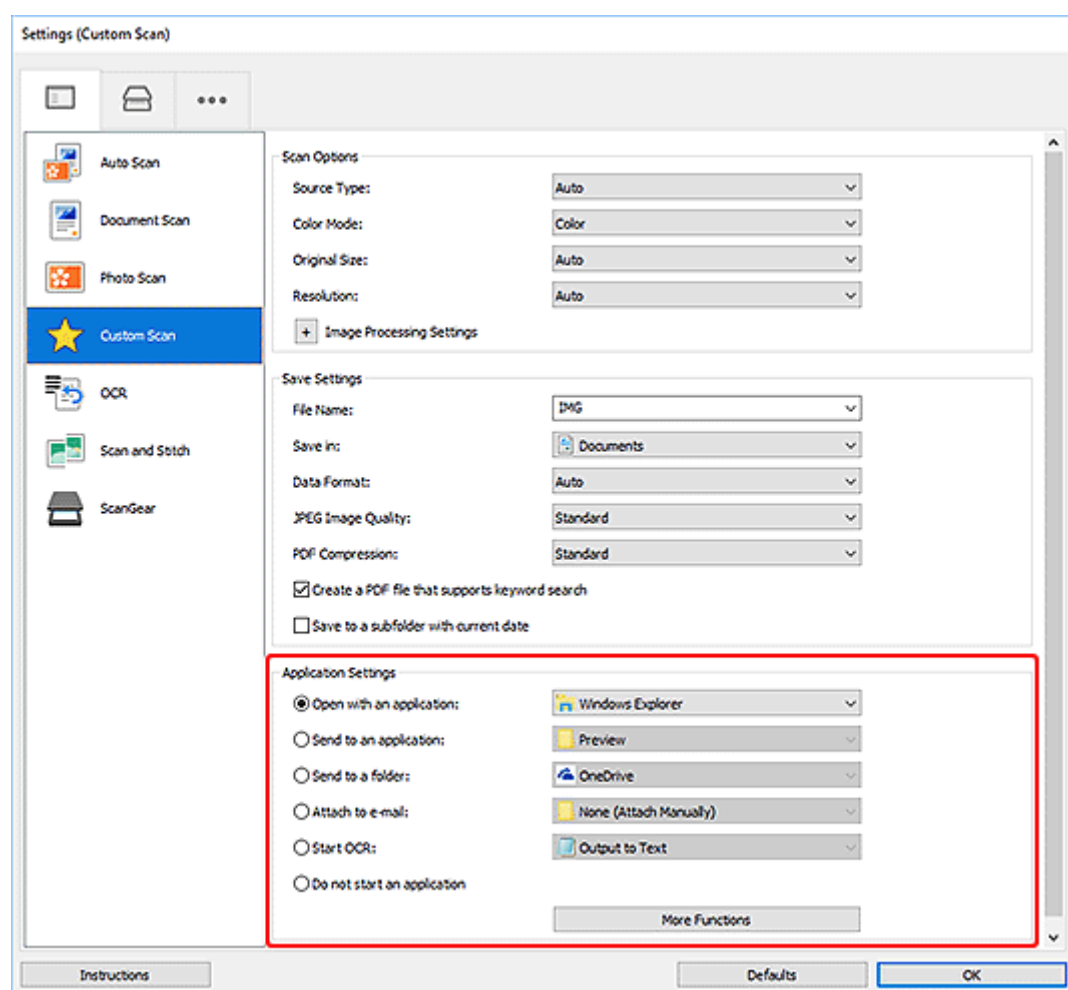 Settings (Custom Scan)
Auto Scan
Document Scan
Photo Scan
Custom Scan
OCR
Scan and Stitch
ScanGear
Scan Options
Source Type: Auto
Color Mode: Color
Original Size: Auto
Resolution: Auto
+ Image Processing Settings
Save Settings
File Name: IMG
Save in: Documents
Data Format: Auto
JPEG Image Quality: Standard
PDF Compression: Standard
Create a PDF file that supports keyword search
Save to a subfolder with current date
Application Settings
Open with an application: Windows Explorer
Send to an application: Preview
Send to a folder: OneDrive
Attach to e-mail: None (Attach Manually)
Start OCR: Output to Text
Do not start an application
More Functions
Instructions Defaults OK